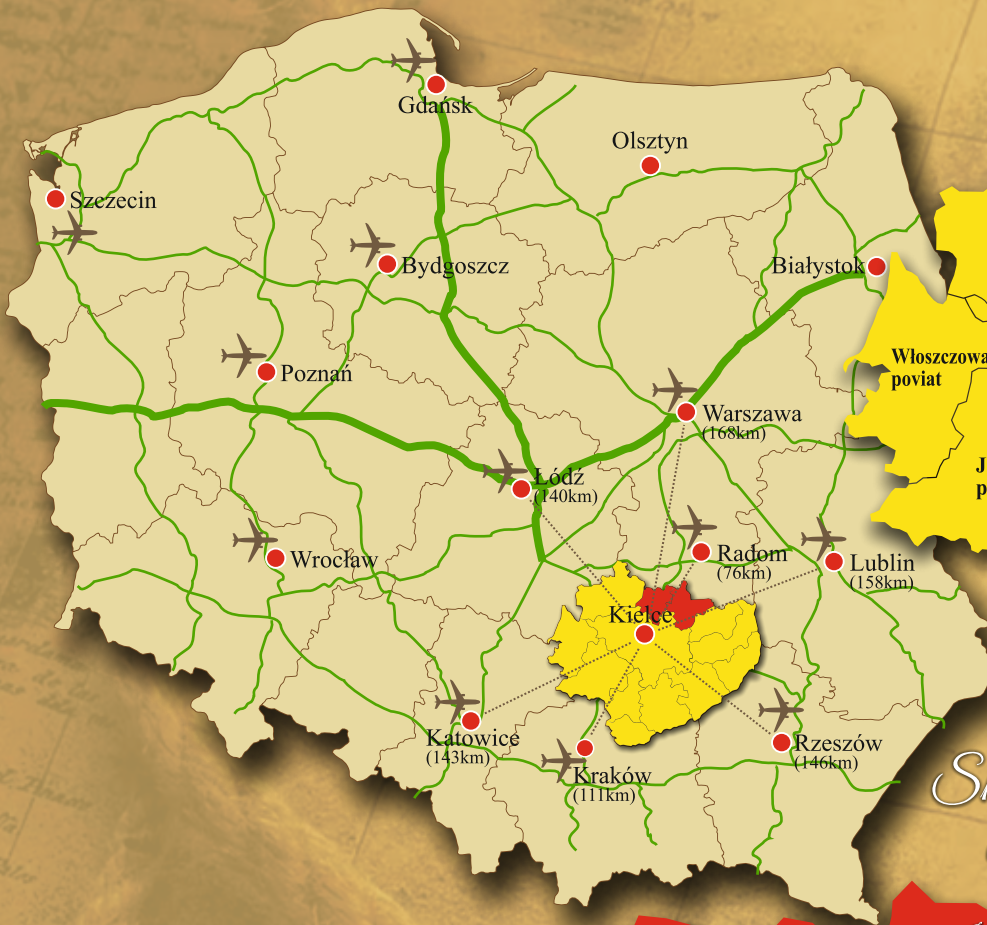 Gdańsk
Olsztyn
Szczecin
Bydgoszcz
Białystok
Włoszczowa
poviat
Poznań
Warszawa
(168km)
Łódź
(140km)
Radom
(76km)
Wrocław
Lublin
(158km)
Kielce
Katowice
(143km)
Rzeszów
(146km)
Kraków
(111km)